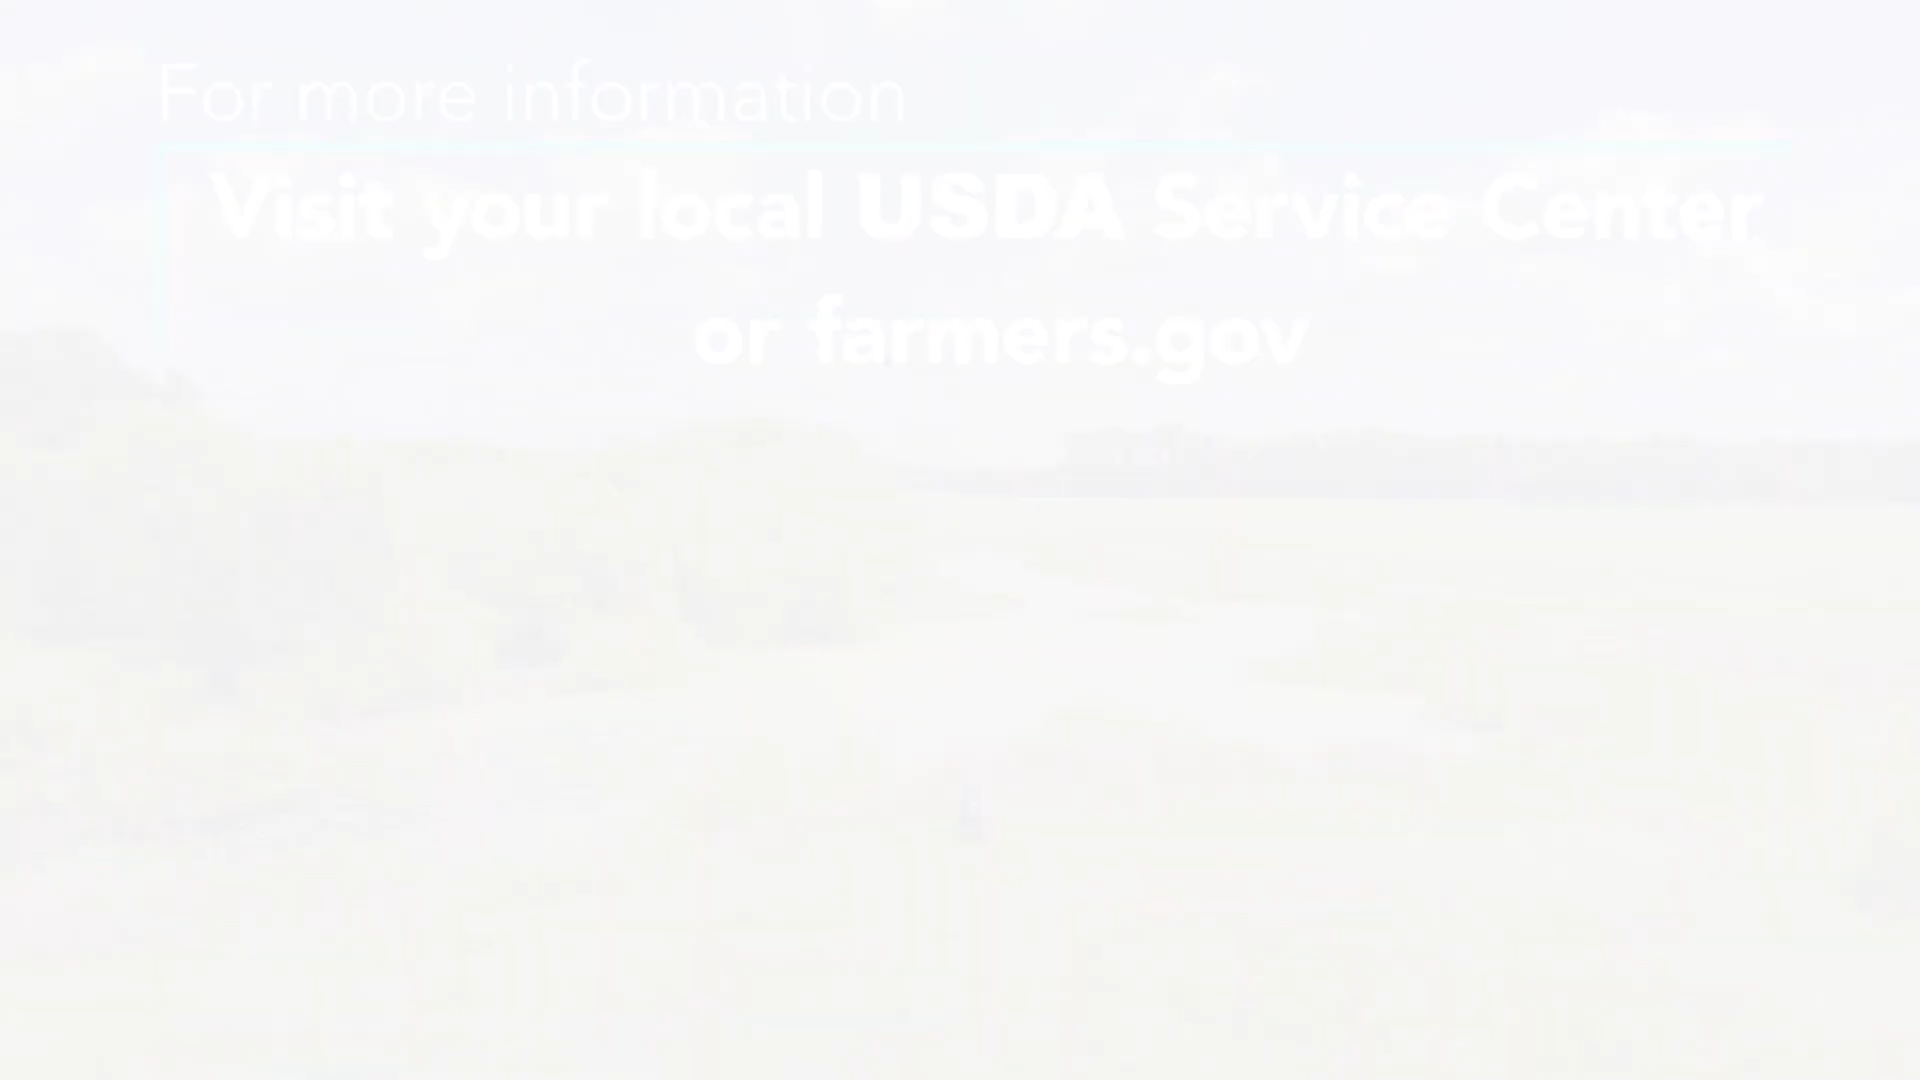 For more information
Visit your local USDA Service Center
or farmers.gov